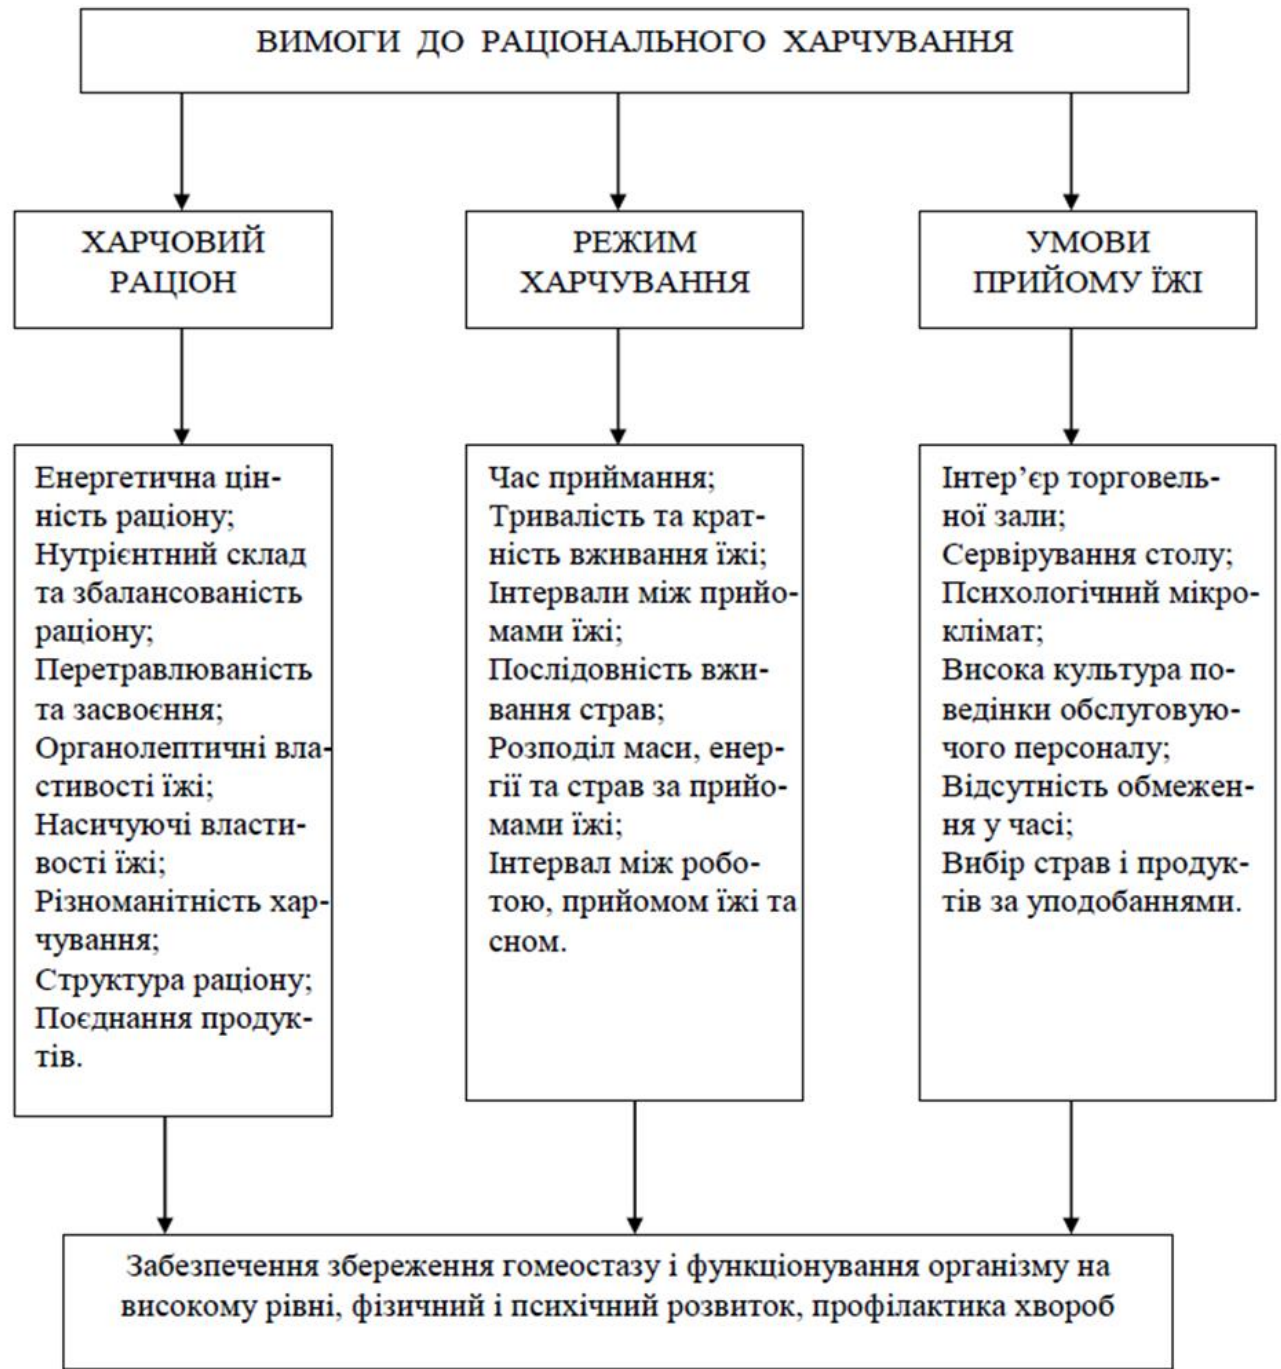 ВИМОГИ ДО РАЦІОНАЛЬНОГО ХАРЧУВАННЯ
ХАРЧОВИЙ
РАЦІОН
РЕЖИМ
ХАРЧУВАННЯ
УМОВИ
ПРИЙОМУ ЇЖІ
Енергетична цін-
ність раціону;
Нутрієнтний склад
та збалансованість
раціону;
Перетравлюваність
та засвоєння;
Органолептичні вла-
стивості їжі;
Насичуючі власти-
вості їжі;
Різноманітність хар-
чування;
Структура раціону;
Поєднання продук-
тів.
Час приймання;
Тривалість та крат-
ність вживання їжі;
Інтервали між прийо-
мами їжі;
Послідовність вжи-
вання страв;
Розподіл маси, енер-
гії та страв за прийо-
мами їжі;
Інтервал між робо-
тою, прийомом їжі та
сном.
Інтер’єр торговель-
ної зали;
Сервірування столу;
Психологічний мікро-
клімат;
Висока культура по-
ведінки обслуговую-
чого персоналу;
Відсутність обмежен-
ня у часі;
Вибір страв і продук-
тів за уподобаннями.
Забезпечення збереження гомеостазу і функціонування організму на
високому рівні, фізичний і психічний розвиток, профілактика хвороб